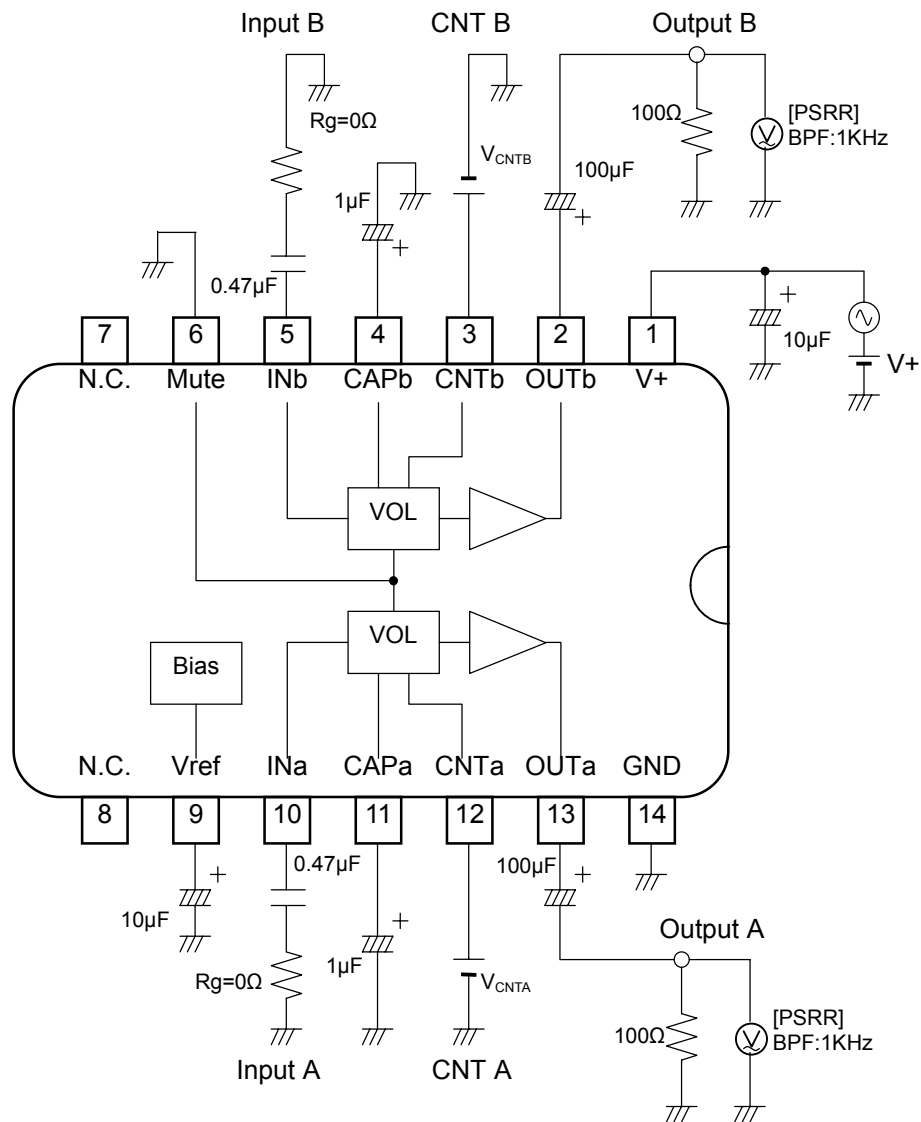 Input B CNT B Output B
Rg=0Ω
VCNTB
1µF
100µF
100Ω
[PSRR]
BPF:1KHz
0.47µF
+
+
+
10µF
V+
7 6 5 4 3 2 1
N.C. Mute INb CAPb CNTb OUTb V+
VOL
VOL
Bias
N.C. Vref INa CAPa CNTa OUTa GND
8 9 10 11 12 13 14
+
10µF
0.47µF
Rg=0Ω
+
1µF
VCNTA
100µF
+
Output A
100Ω
[PSRR]
BPF:1KHz
V
V
Input A CNT A